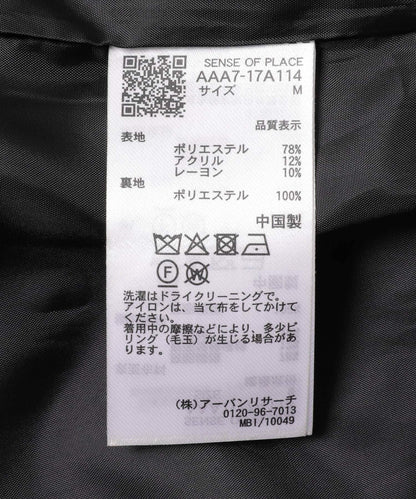 SENSE OF PLACE
AAA7-17A114
サイズ M
品質表示
表地
ポリエステル 78%
アクリル 12%
レーヨン 10%
裏地
ポリエステル 100%
中国製
F W
洗濯はドライクリーニングで。
アイロンは、当て布をしてかけて
ください。
着用中の摩擦などにより、多少ピ
リング(毛玉)が生じる場合があ
ります。
(株)アーバンリサーチ
0120-96-7013
MBI/10049